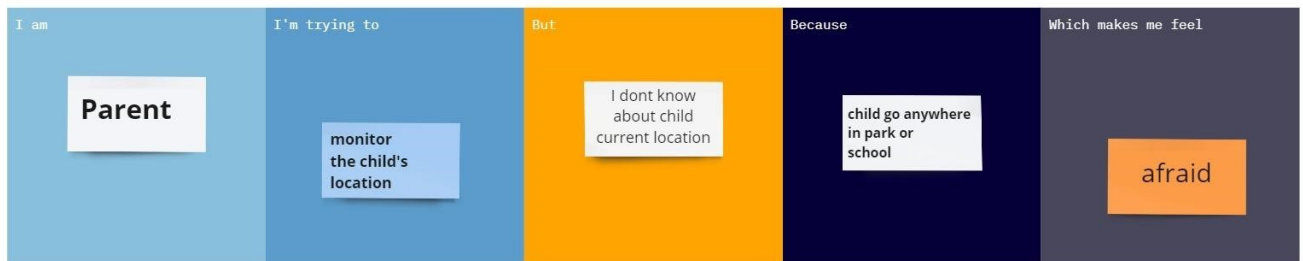 I am
Parent
I'm trying to
monitor
the child's
location
But
I dont know
about child
current location
Because
child go anywhere
in park or
school
Which makes me feel
afraid